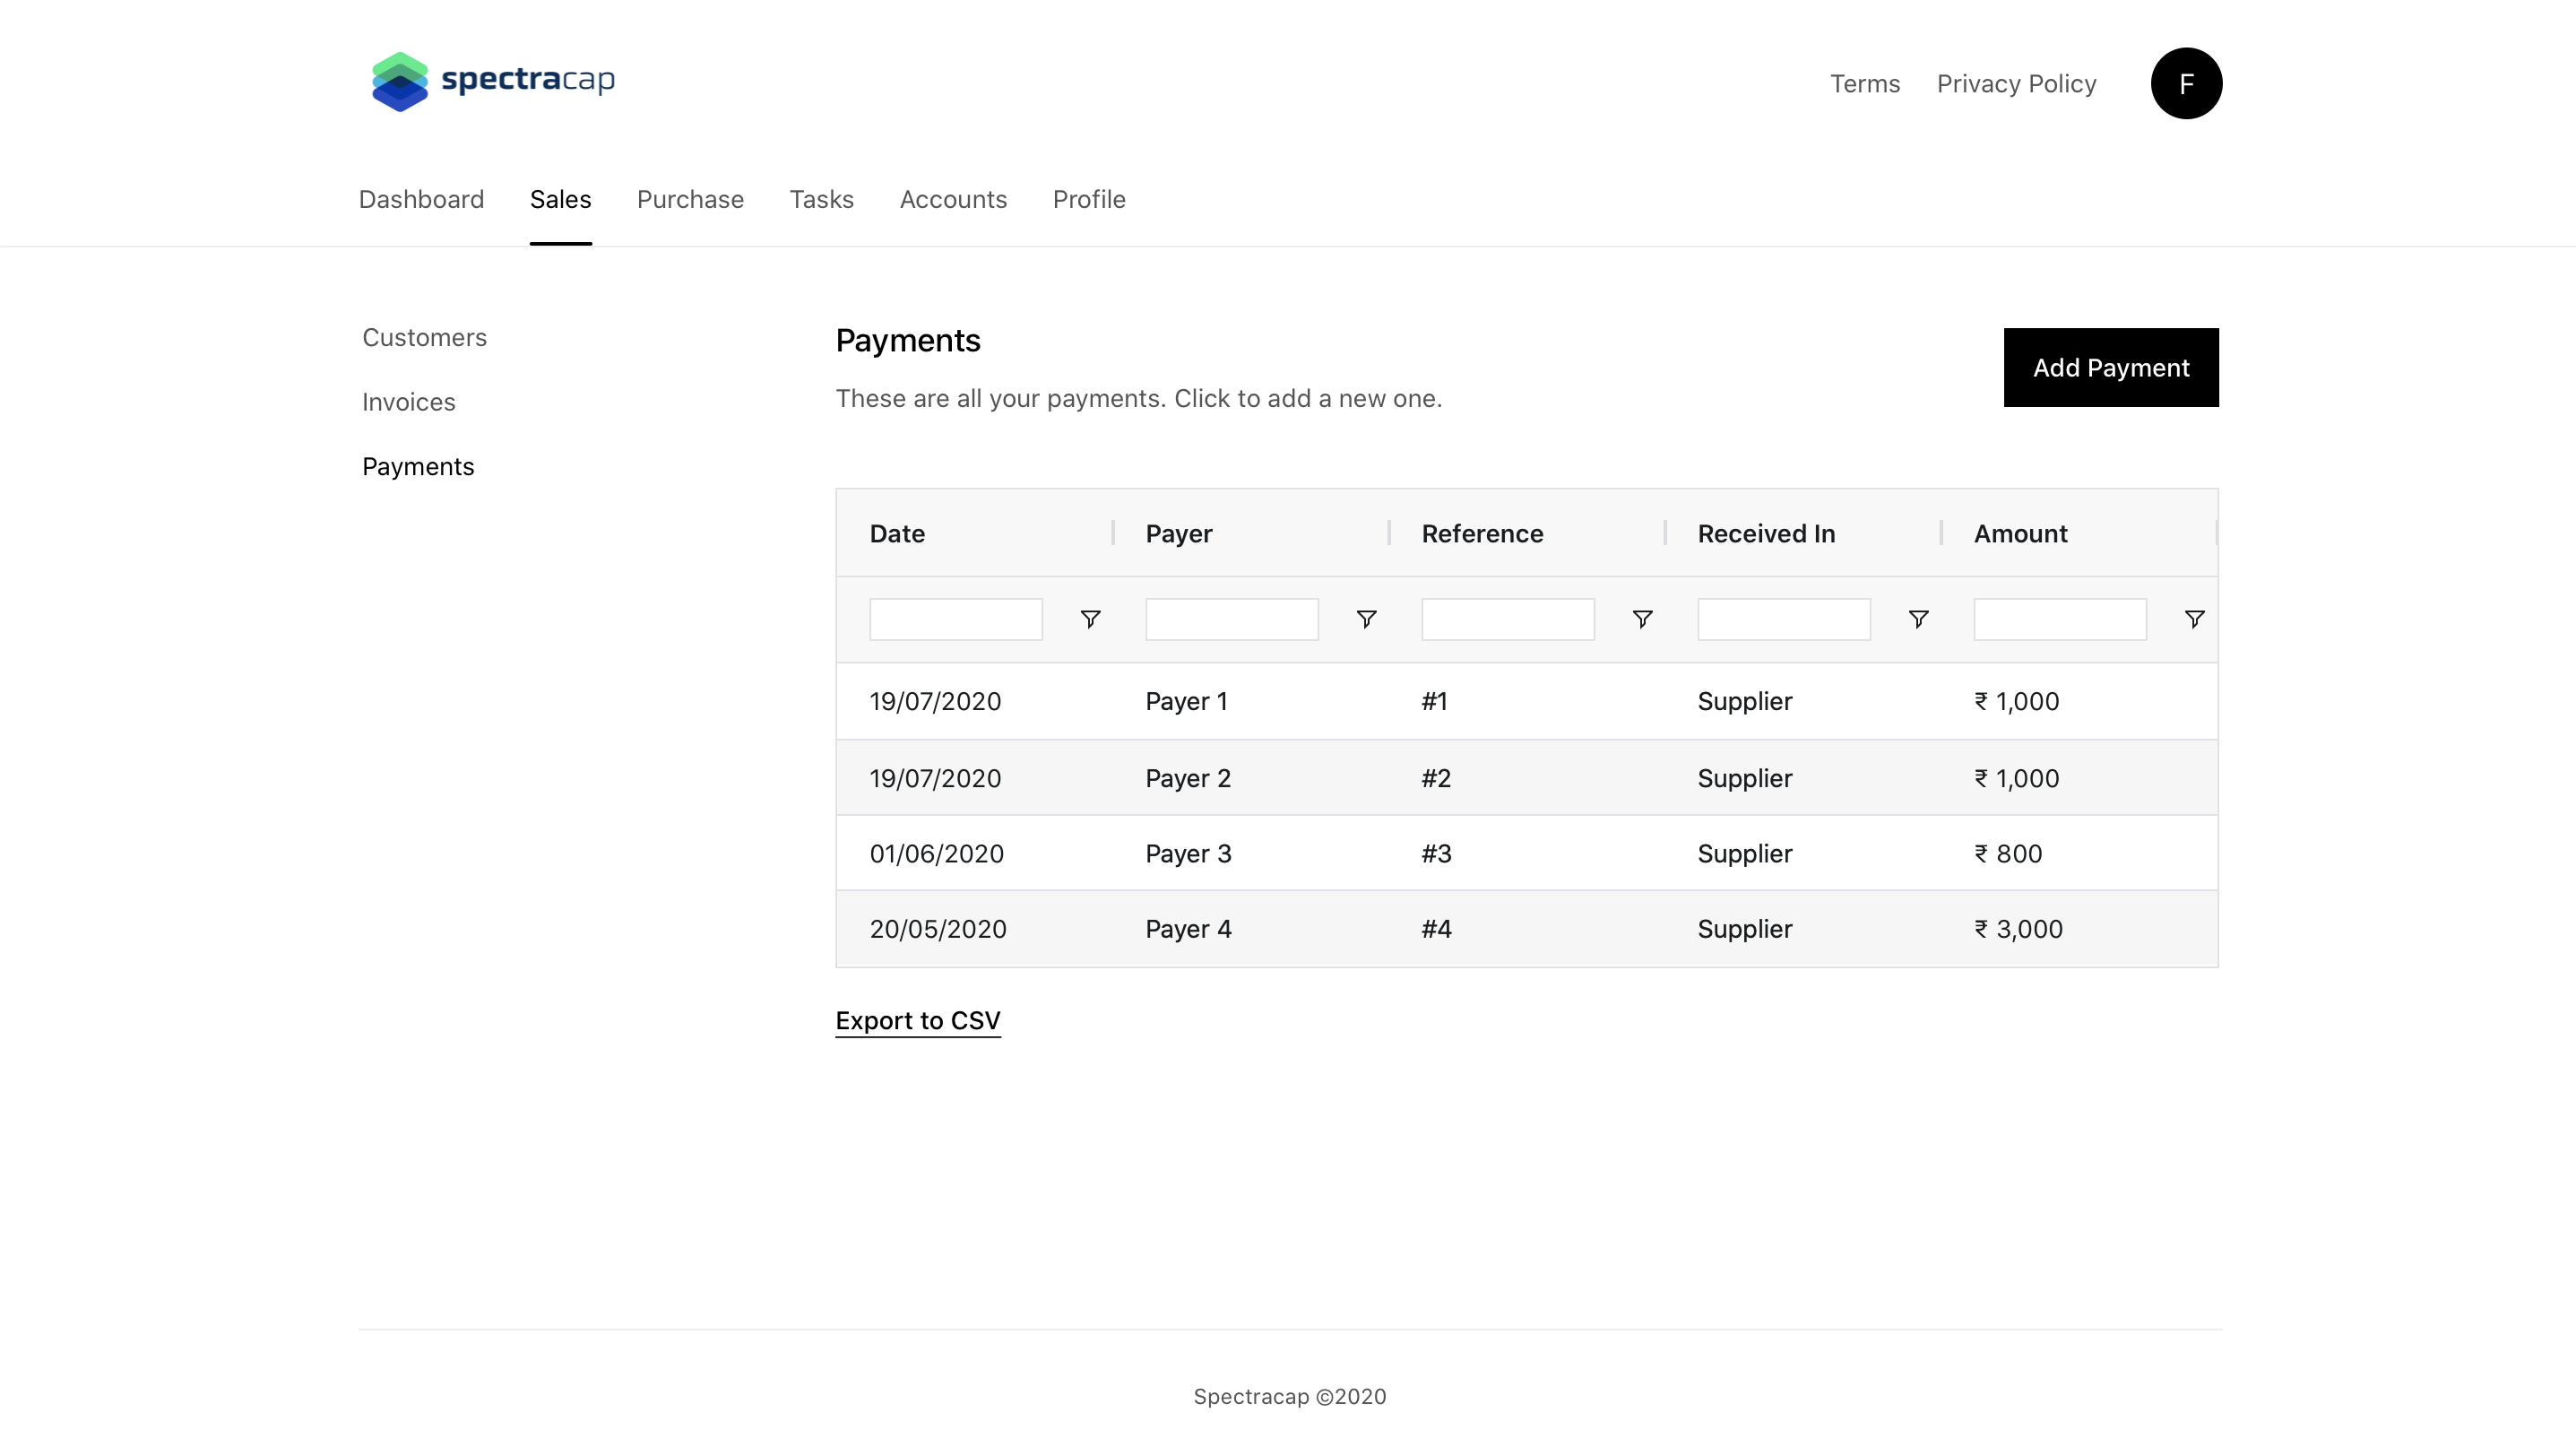 spectracap
Terms Privacy Policy F
Dashboard Sales Purchase Tasks Accounts Profile
Customers
Invoices
Payments
Payments
These are all your payments. Click to add a new one.
Add Payment
Date Payer Reference Received In Amount
19/07/2020 Payer 1 #1 Supplier ₹ 1,000
19/07/2020 Payer 2 #2 Supplier ₹ 1,000
01/06/2020 Payer 3 #3 Supplier ₹ 800
20/05/2020 Payer 4 #4 Supplier ₹ 3,000
Export to CSV
Spectracap ©2020